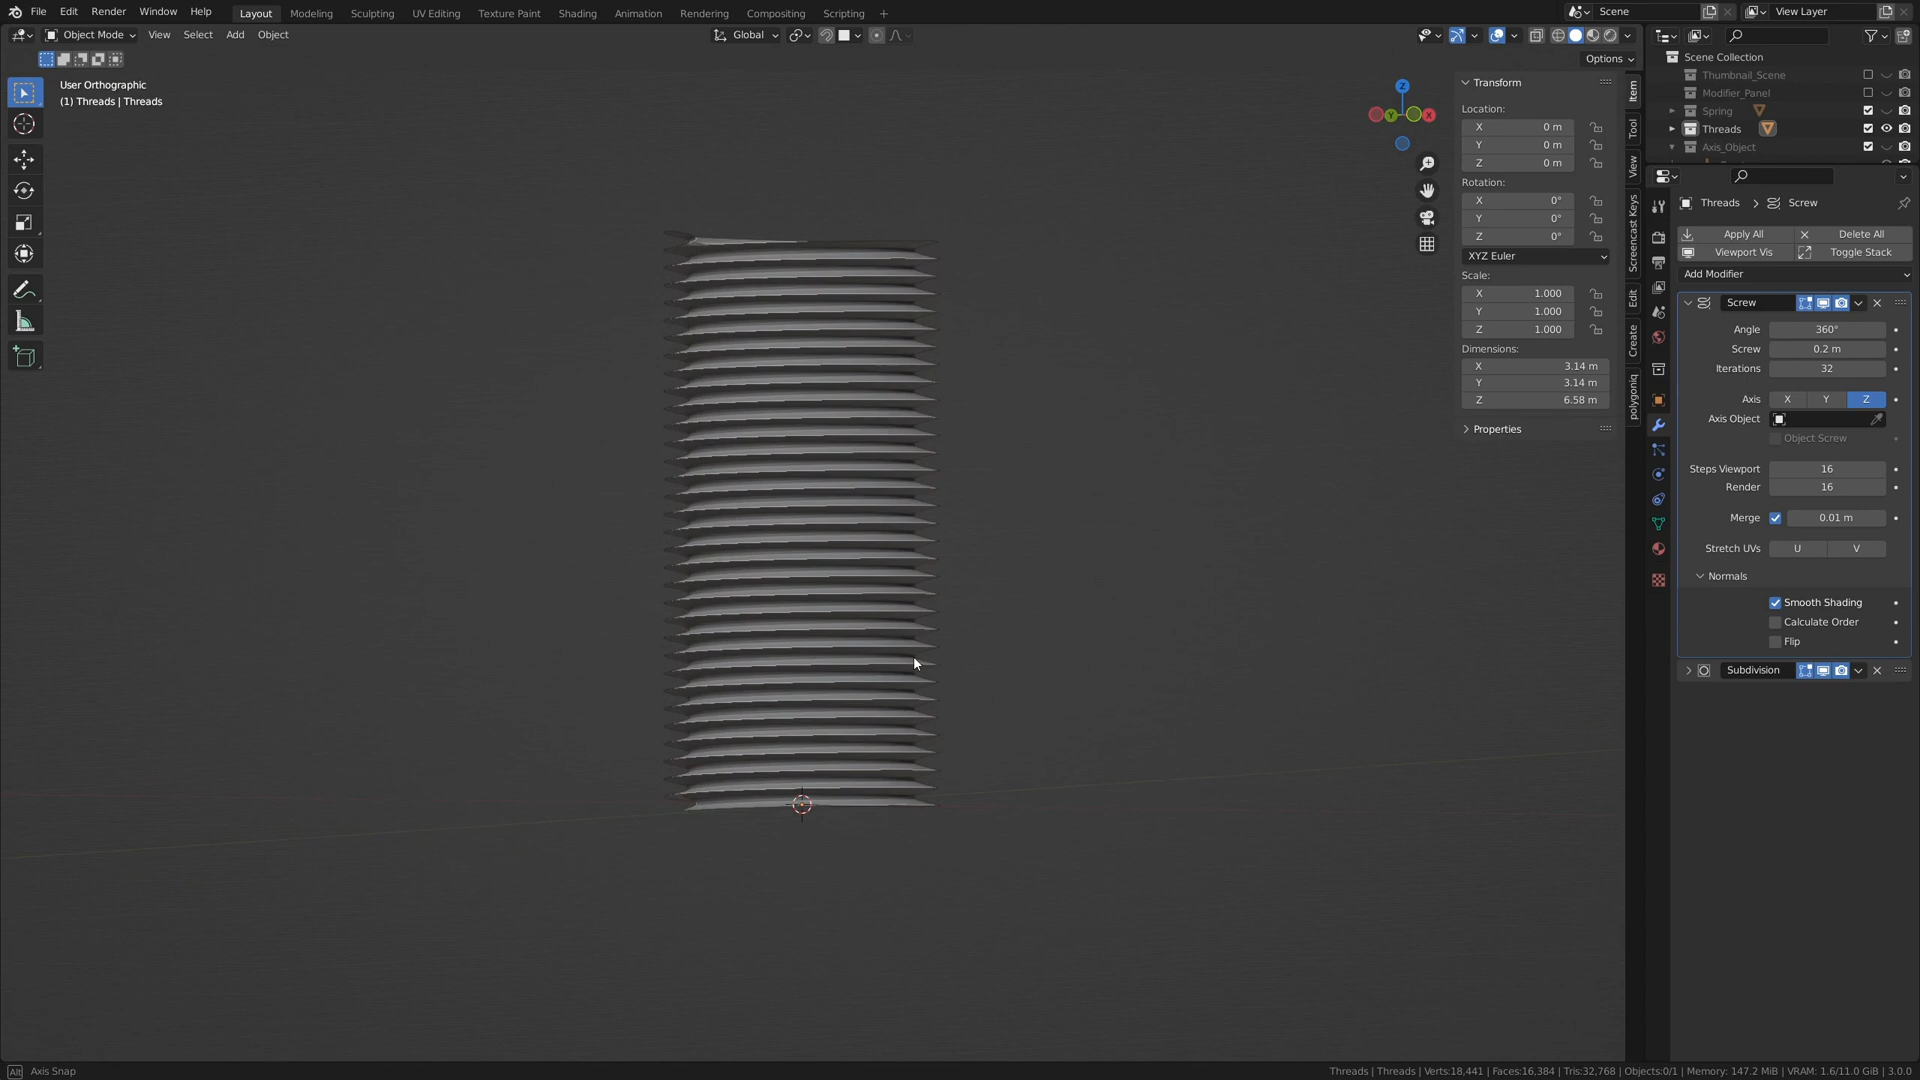 File Edit Render Window Help Layout Modeling Sculpting UV Editing Texture Paint Shading Animation Rendering Compositing Scripting + Scene View Layer
Object Mode View Select Add Object Global
Options
User Orthographic
(1) Threads | Threads
Z
Y
X
Transform
Location:
X 0 m
Y 0 m
Z 0 m
Rotation:
X 0°
Y 0°
Z 0°
XYZ Euler
Scale:
X 1.000
Y 1.000
Z 1.000
Dimensions:
X 3.14 m
Y 3.14 m
Z 6.58 m
Properties
Item
Tool
View
Screencast Keys
Edit
Create
polygoniq
Scene Collection
Thumbnail_Scene
Modifier_Panel
Spring
Threads
Axis_Object
Threads > Screw
Apply All Delete All
Viewport Vis Toggle Stack
Add Modifier
Screw
Angle 360°
Screw 0.2 m
Iterations 32
Axis X Y Z
Axis Object
Object Screw
Steps Viewport 16
Render 16
Merge 0.01 m
Stretch UVs U V
Normals
Smooth Shading
Calculate Order
Flip
Subdivision
Alt Axis Snap
Threads | Threads | Verts:18,441 | Faces:16,384 | Tris:32,768 | Objects:0/1 | Memory: 147.2 MiB | VRAM: 1.6/11.0 GiB | 3.0.0